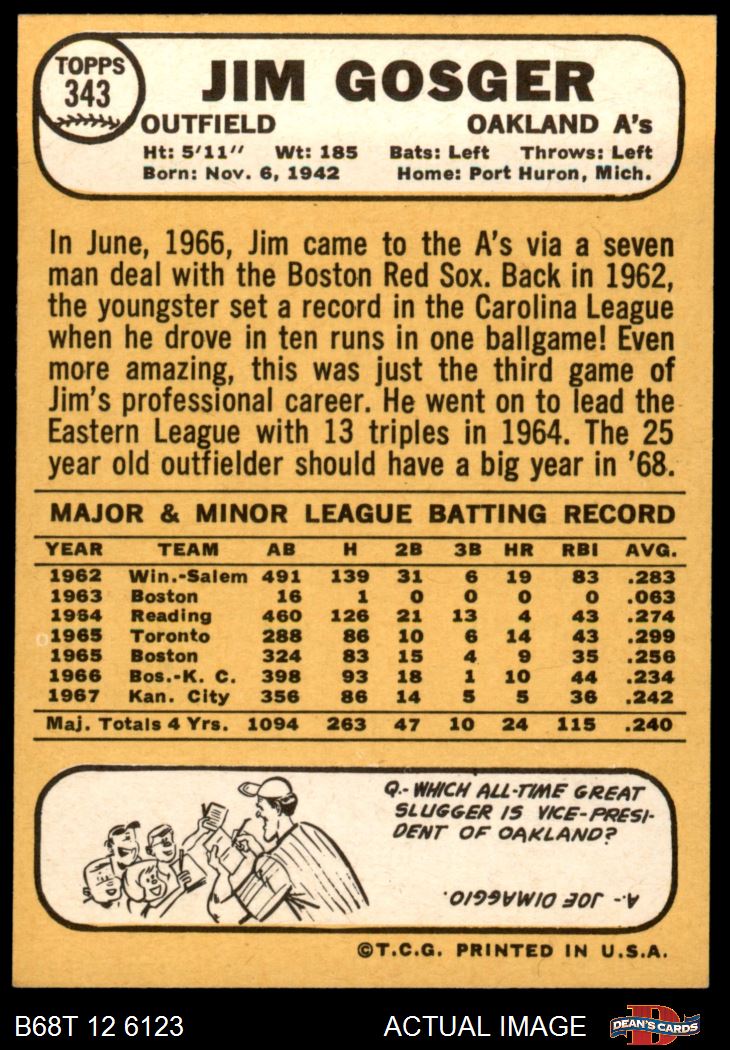 TOPPS
343
JIM GOSGER
OUTFIELD OAKLAND A's
Ht: 5'11" Wt: 185 Bats: Left Throws: Left
Born: Nov. 6, 1942 Home: Port Huron, Mich.
In June, 1966, Jim came to the A's via a seven
man deal with the Boston Red Sox. Back in 1962,
the youngster set a record in the Carolina League
when he drove in ten runs in one ballgame! Even
more amazing, this was just the third game of
Jim's professional career. He went on to lead the
Eastern League with 13 triples in 1964. The 25
year old outfielder should have a big year in '68.
MAJOR & MINOR LEAGUE BATTING RECORD
YEAR TEAM AB H 2B 3B HR RBI AVG.
1962 Win.-Salem 491 139 31 6 19 83 .283
1963 Boston 16 1 0 0 0 0 .063
1964 Reading 460 126 21 13 4 43 .274
1965 Toronto 288 86 10 6 14 43 .299
1965 Boston 324 83 15 4 9 35 .256
1966 Bos.-K. C. 398 93 18 1 10 44 .234
1967 Kan. City 356 86 14 5 5 36 .242
Maj. Totals 4 Yrs. 1094 263 47 10 24 115 .240
Q.- WHICH ALL-TIME GREAT
SLUGGER IS VICE-PRESI-
DENT OF OAKLAND?
A.- JOE DIMAGGIO.
©T.C.G. PRINTED IN U.S.A.
B68T 12 6123 ACTUAL IMAGE D DEAN'S CARDS